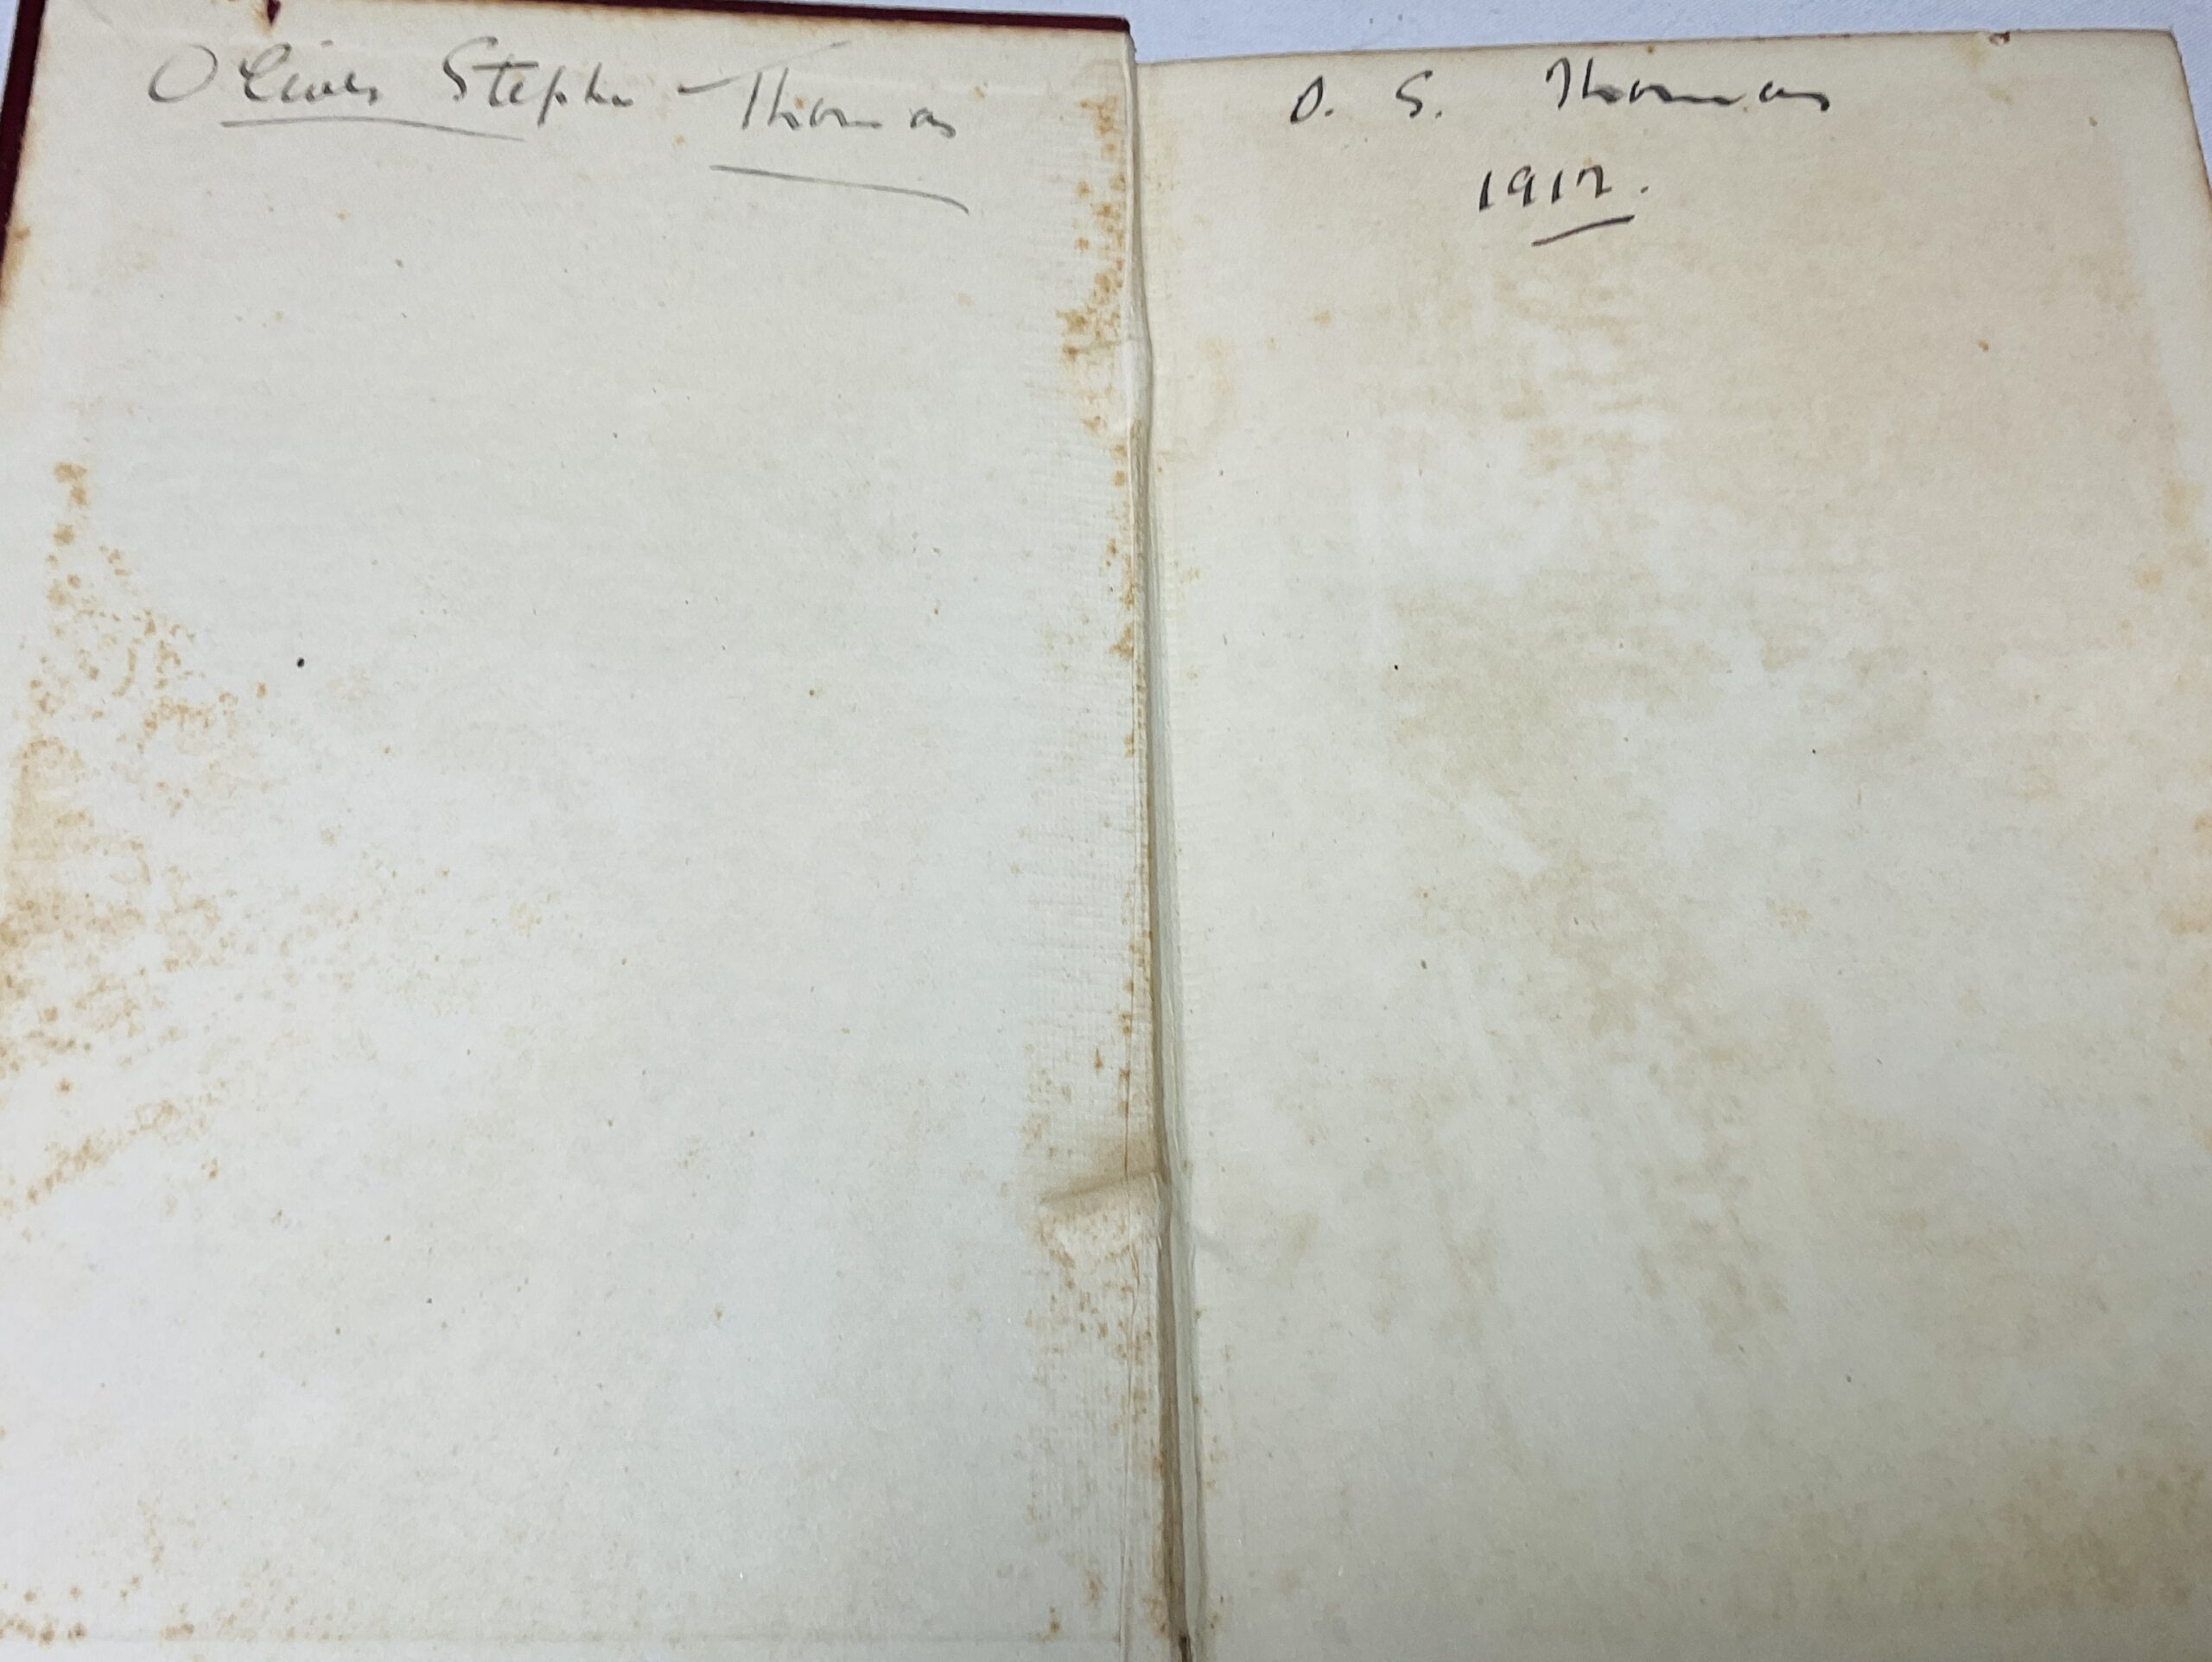 Oliver Stephen Thomas
O. S. Thomas
1912.